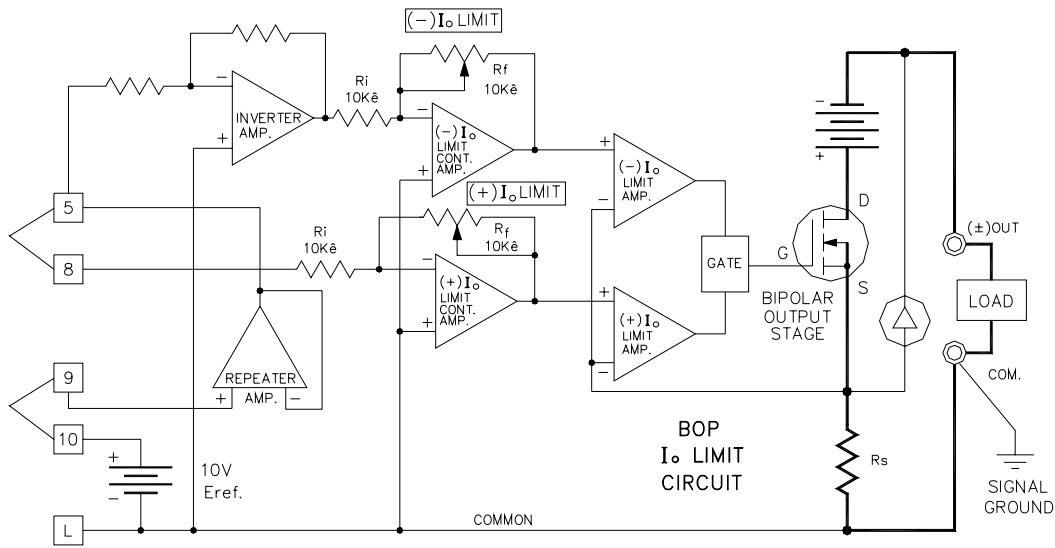 (-)Io LIMIT
Rf
10Kê
Ri
10Kê
-
+
INVERTER
AMP.
-
+
(-)Io
LIMIT
CONT.
AMP.
+
-
(-)Io
LIMIT
AMP.
-
+
D
G
S
(±)OUT
5
(+)Io LIMIT
Rf
10Kê
Ri
10Kê
8
-
+
(+)Io
LIMIT
CONT.
AMP.
GATE
BIPOLAR
OUTPUT
STAGE
LOAD
+
-
(+)Io
LIMIT
AMP.
9
REPEATER
AMP.
+
-
COM.
10
+
-
10V
Eref.
BOP
Io LIMIT
CIRCUIT
Rs
SIGNAL
GROUND
L
COMMON